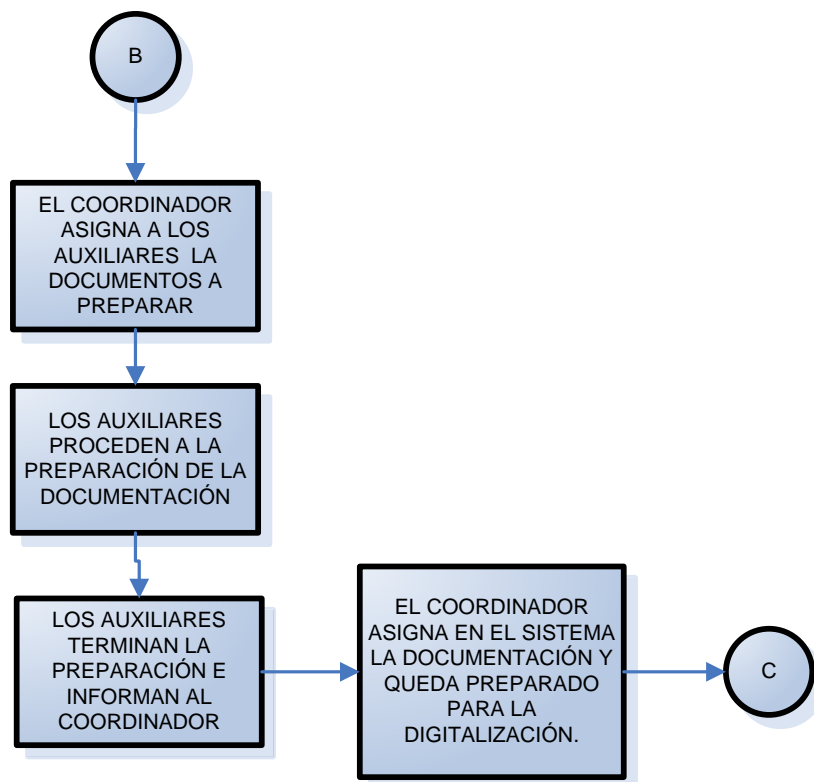 B
EL COORDINADOR
ASIGNA A LOS
AUXILIARES  LA
DOCUMENTOS A
PREPARAR
LOS AUXILIARES
PROCEDEN A LA
PREPARACIÓN DE LA
DOCUMENTACIÓN
LOS AUXILIARES
TERMINAN LA
PREPARACIÓN E
INFORMAN AL
COORDINADOR
EL COORDINADOR
ASIGNA EN EL SISTEMA
LA DOCUMENTACIÓN Y
QUEDA PREPARADO
PARA LA
DIGITALIZACIÓN.
C